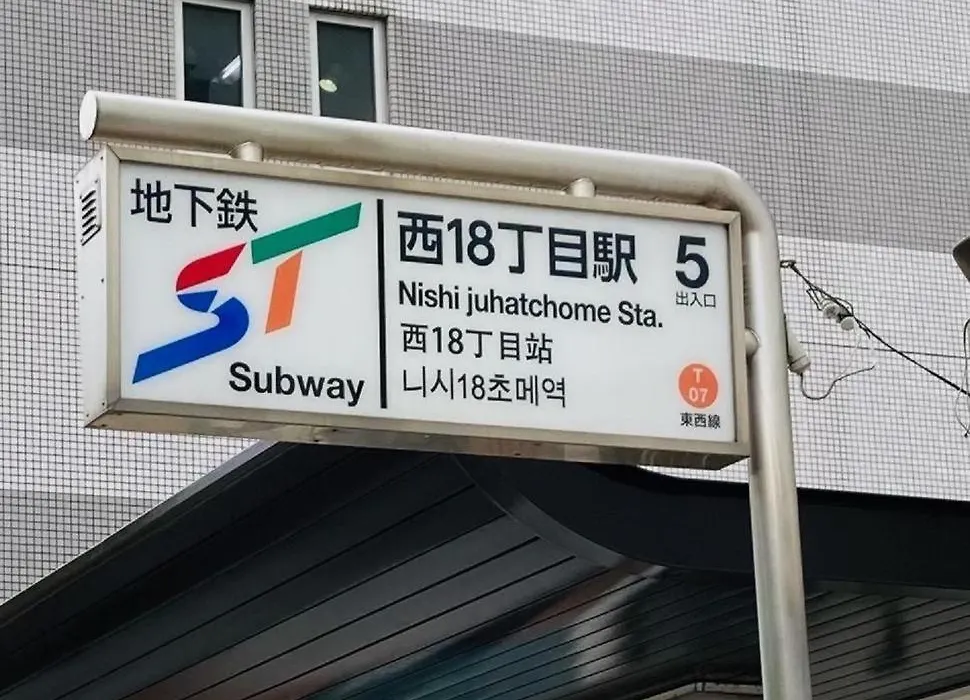 地下鉄
ST
Subway
西18丁目駅
Nishi juhatchome Sta.
西18丁目站
니시18초메역
5
出入口
T
07
東西線